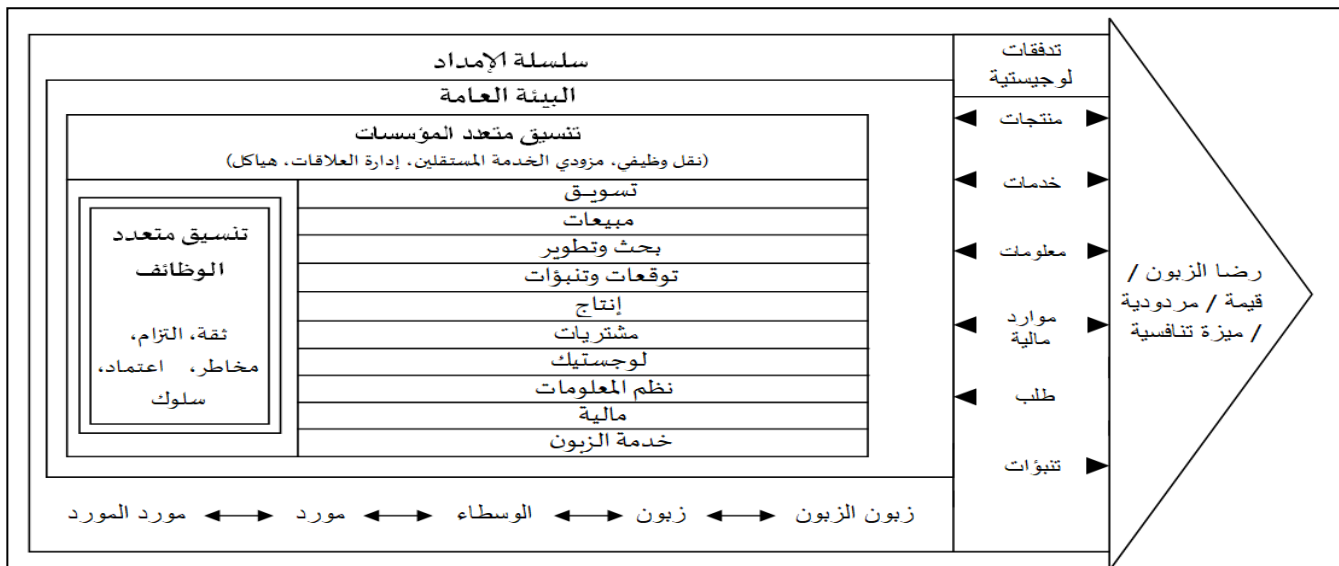 سلسلة الإمداد
البيئة العامة
تنسيق متعدد المؤسسات
(نقل وظيفي، مزودي الخدمة المستقلين، إدارة العلاقات، هياكل)
تسويـق
مبيعات
بحث وتطوير
توقعات وتنبؤات
إنتاج
مشتريات
لوجستيك
نظم المعلومات
مالية
خدمة الزبون
تنسيق متعدد
الوظائف
ثقة، التزام،
مخاطر، اعتماد،
سلوك
زبون الزبون
زبون
الوسطاء
مورد
مورد المورد
تدفقات
لوجيستية
منتجات
خدمات
معلومات
موارد
مالية
طلب
تنبؤات
رضا الزبون /
قيمة / مردودية
/ ميزة تنافسية